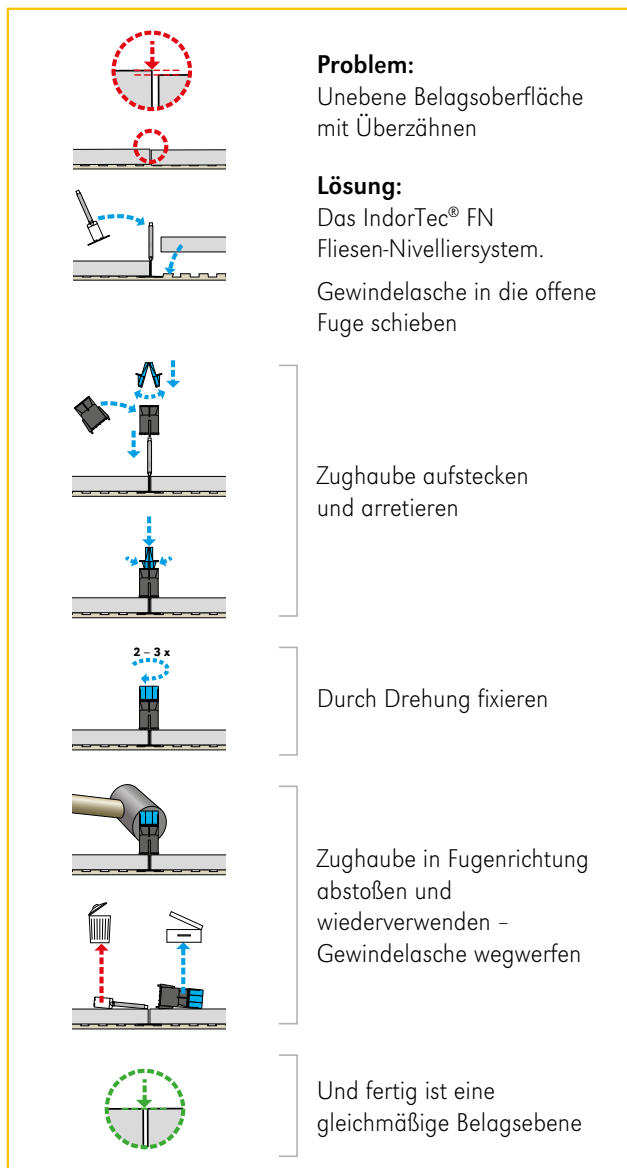 Problem:
Unebene Belagsoberfläche
mit Überzähnen
Lösung:
Das IndorTec® FN
Fliesen-Nivelliersystem.
Gewindelasche in die offene
Fuge schieben
Zughaube aufstecken
und arretieren
2 – 3 x
Durch Drehung fixieren
Zughaube in Fugenrichtung
abstoßen und
wiederverwenden –
Gewindelasche wegwerfen
Und fertig ist eine
gleichmäßige Belagsebene